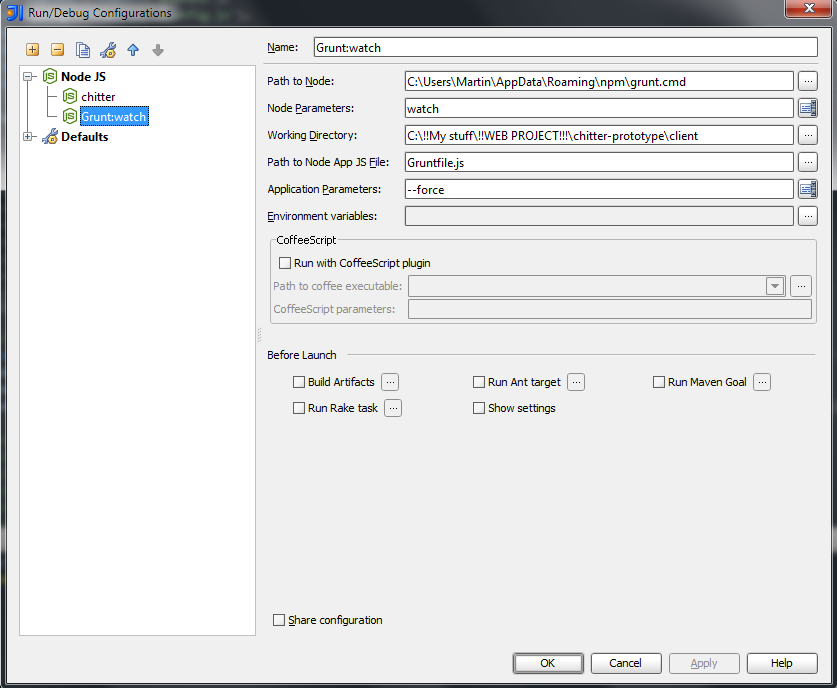 Run/Debug Configurations
Name: Grunt:watch
Node JS
chitter
Grunt:watch
Defaults
Path to Node: C:\Users\Martin\AppData\Roaming\npm\grunt.cmd
Node Parameters: watch
Working Directory: C:\!!My stuff\!!WEB PROJECT!!!\chitter-prototype\client
Path to Node App JS File: Gruntfile.js
Application Parameters: --force
Environment variables:
CoffeeScript
Run with CoffeeScript plugin
Path to coffee executable:
CoffeeScript parameters:
Before Launch
Build Artifacts ... Run Ant target ... Run Maven Goal ...
Run Rake task ... Show settings
Share configuration
OK Cancel Apply Help